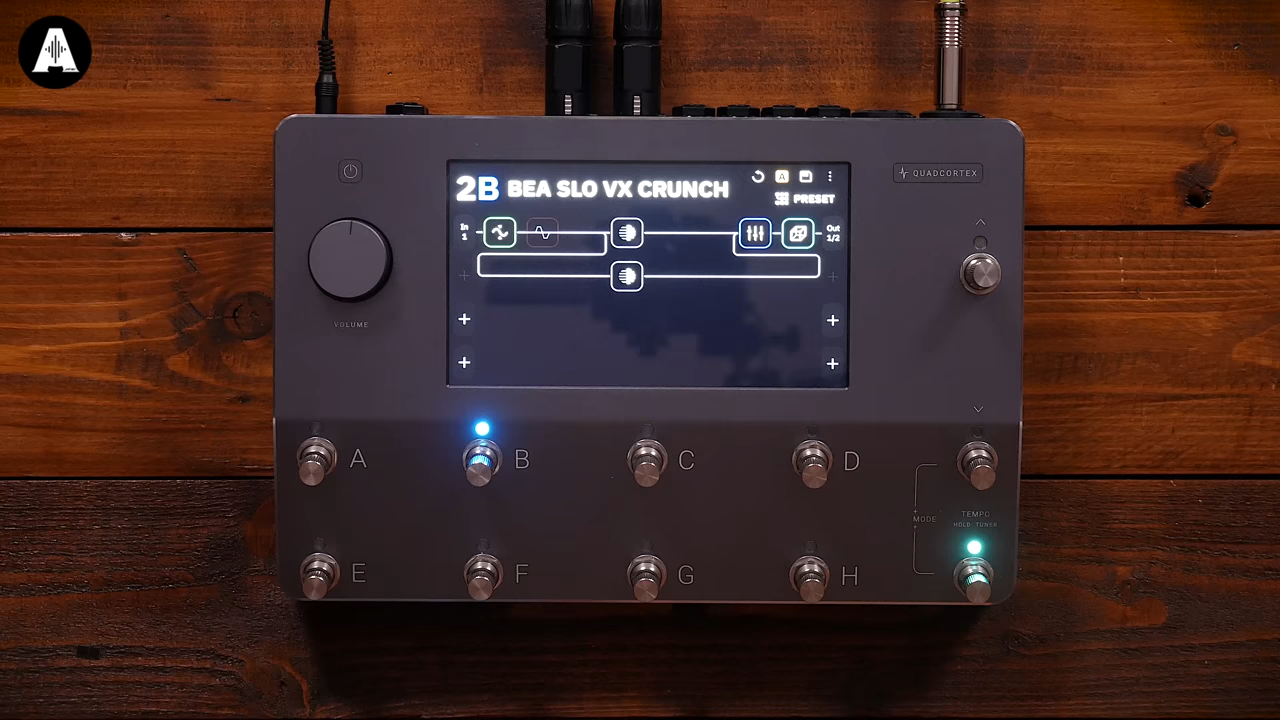 A
2B BEA SLO VX CRUNCH
A
PRESET
QUADCORTEX
In
1
Out
1/2
VOLUME
A
B
C
D
TEMPO
HOLD: TUNER
MODE
E
F
G
H